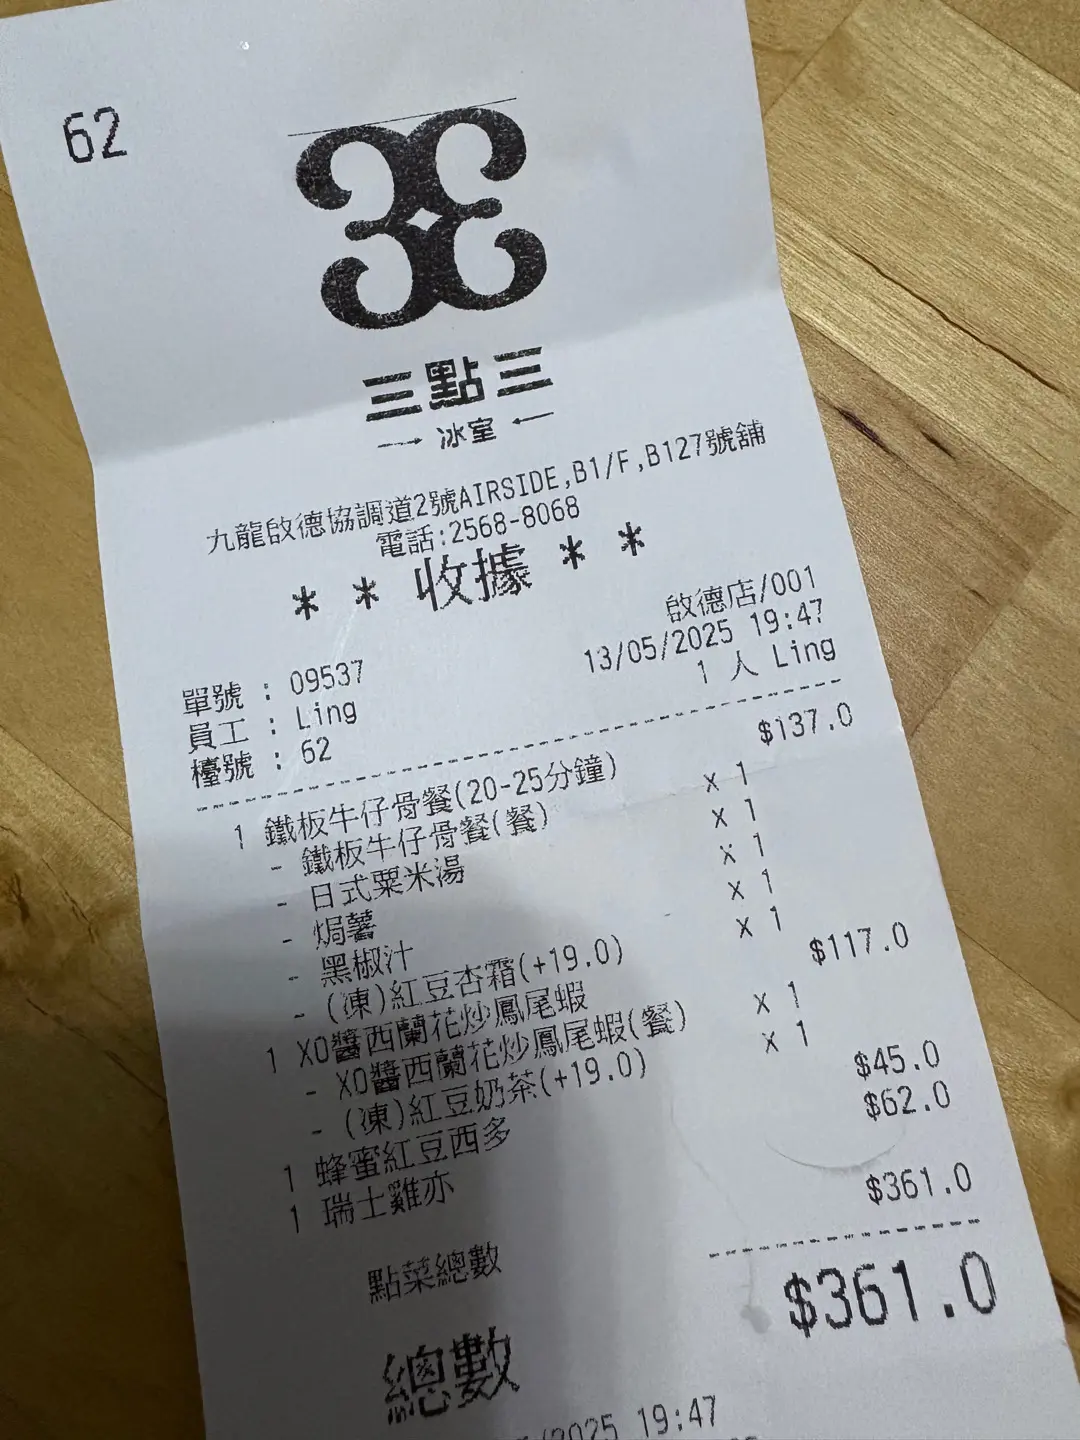 62
三點三
冰室
九龍啟德協調道2號AIRSIDE,B1/F,B127號舖
電話:2568-8068
* * 收據 * *
啟德店/001
單號 : 09537 13/05/2025 19:47
員工 : Ling 1 人 Ling
檯號 : 62
1 鐵板牛仔骨餐(20-25分鐘) $137.0
- 鐵板牛仔骨餐(餐) x 1
- 日式粟米湯 x 1
- 焗薯 x 1
- 黑椒汁 x 1
- (凍)紅豆杏霜(+19.0) x 1
1 XO醬西蘭花炒鳳尾蝦 $117.0
- XO醬西蘭花炒鳳尾蝦(餐) x 1
- (凍)紅豆奶茶(+19.0) x 1
1 蜂蜜紅豆西多 $45.0
1 瑞士雞亦 $62.0
點菜總數 $361.0
總數 $361.0
/2025 19:47